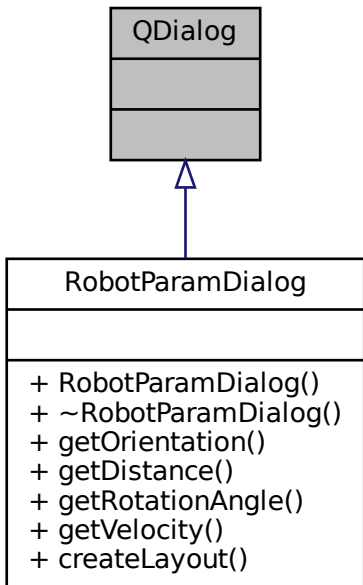 QDialog
RobotParamDialog
+ RobotParamDialog()
+ ~RobotParamDialog()
+ getOrientation()
+ getDistance()
+ getRotationAngle()
+ getVelocity()
+ createLayout()